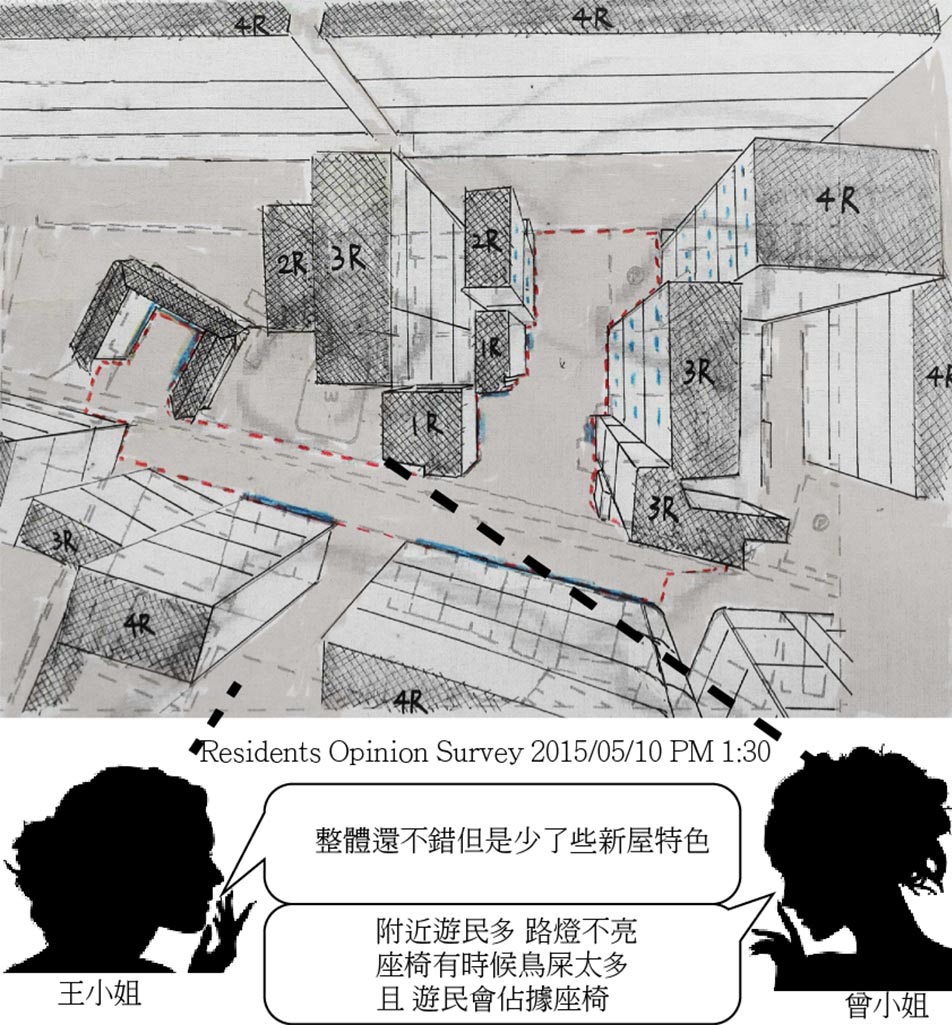 4R
4R
4R
2R
3R
2R
1R
3R
4R
1R
3R
3R
4R
4R
Residents Opinion Survey 2015/05/10 PM 1:30
整體還不錯但是少了些新屋特色
附近遊民多 路燈不亮
座椅有時候鳥屎太多
且 遊民會佔據座椅
王小姐
曾小姐